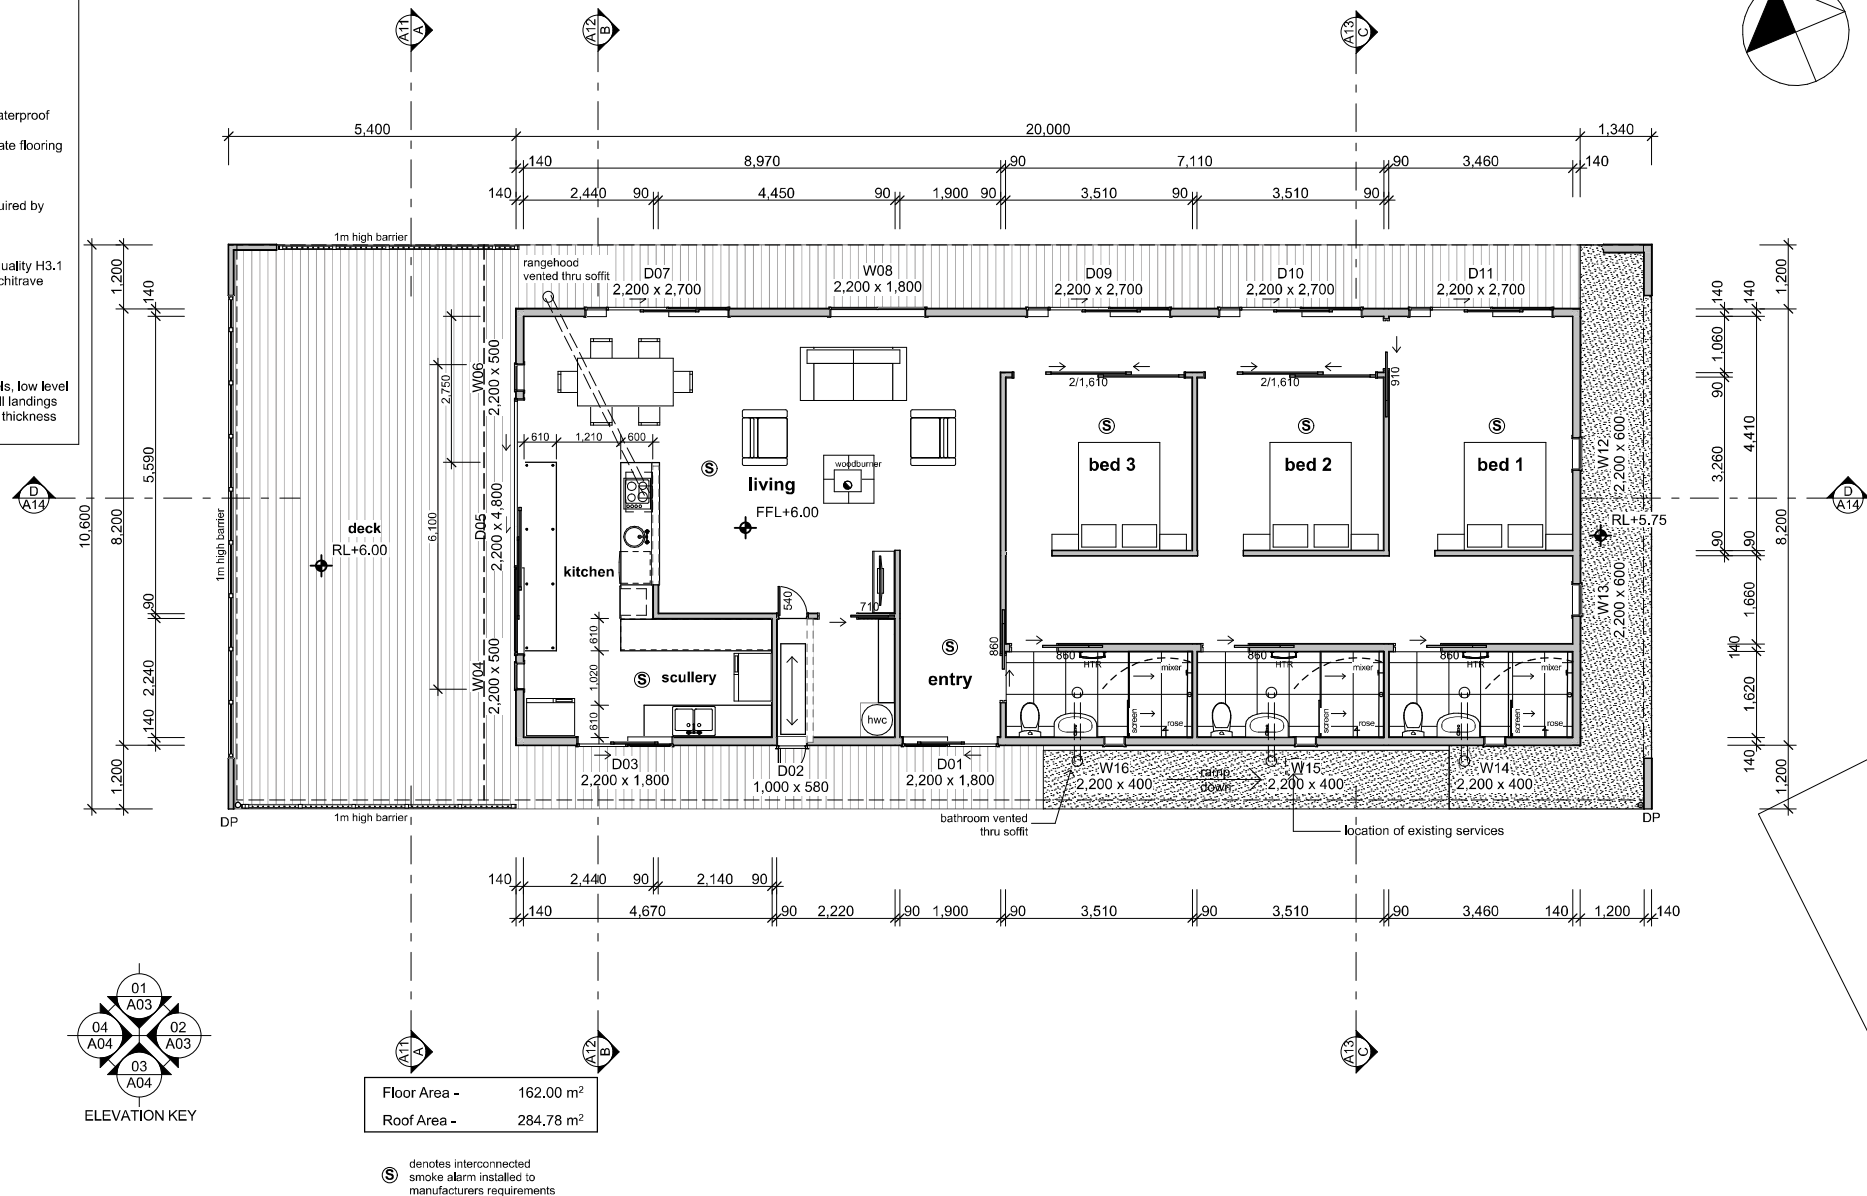 A11
A
A12
B
A13
C
aterproof
ate flooring
uired by
uality H3.1
chitrave
ls, low level
ll landings
thickness
5,400
20,000
1,340
140
8,970
90
7,110
90
3,460
140
140
2,440
90
4,450
90
1,900
90
3,510
90
3,510
90
1m high barrier
rangehood
vented thru soffit
D07
2,200 x 2,700
W08
2,200 x 1,800
D09
2,200 x 2,700
D10
2,200 x 2,700
D11
2,200 x 2,700
10,600
1,200
8,200
1,200
140
5,590
90
2,240
140
2,750
6,100
W06
2,200 x 500
D05
2,200 x 4,800
W04
2,200 x 500
610
1,210
600
2/1,610
2/1,610
910
S
S
S
S
woodburner
living
FFL+6.00
bed 3
bed 2
bed 1
D
A14
D
A14
1m high barrier
deck
RL+6.00
kitchen
540
710
610
1,020
610
S
scullery
S
entry
hwc
860
860
HTR
mixer
screen
rose
860
HTR
mixer
screen
rose
860
HTR
mixer
screen
rose
W12
2,200 x 600
W13
2,200 x 600
RL+5.75
140
1,060
90
3,260
90
140
4,410
90
1,660
140
1,620
140
1,200
8,200
1,200
D03
2,200 x 1,800
D02
1,000 x 580
D01
2,200 x 1,800
W16
2,200 x 400
ramp
down
W15
2,200 x 400
W14
2,200 x 400
DP
1m high barrier
bathroom vented
thru soffit
location of existing services
DP
140
2,440
90
2,140
90
140
4,670
90
2,220
90
1,900
90
3,510
90
3,510
90
3,460
140
1,200
140
01
A03
04
A04
02
A03
03
A04
ELEVATION KEY
A11
A
A12
B
A13
C
Floor Area - 162.00 m²
Roof Area - 284.78 m²
S
denotes interconnected
smoke alarm installed to
manufacturers requirements